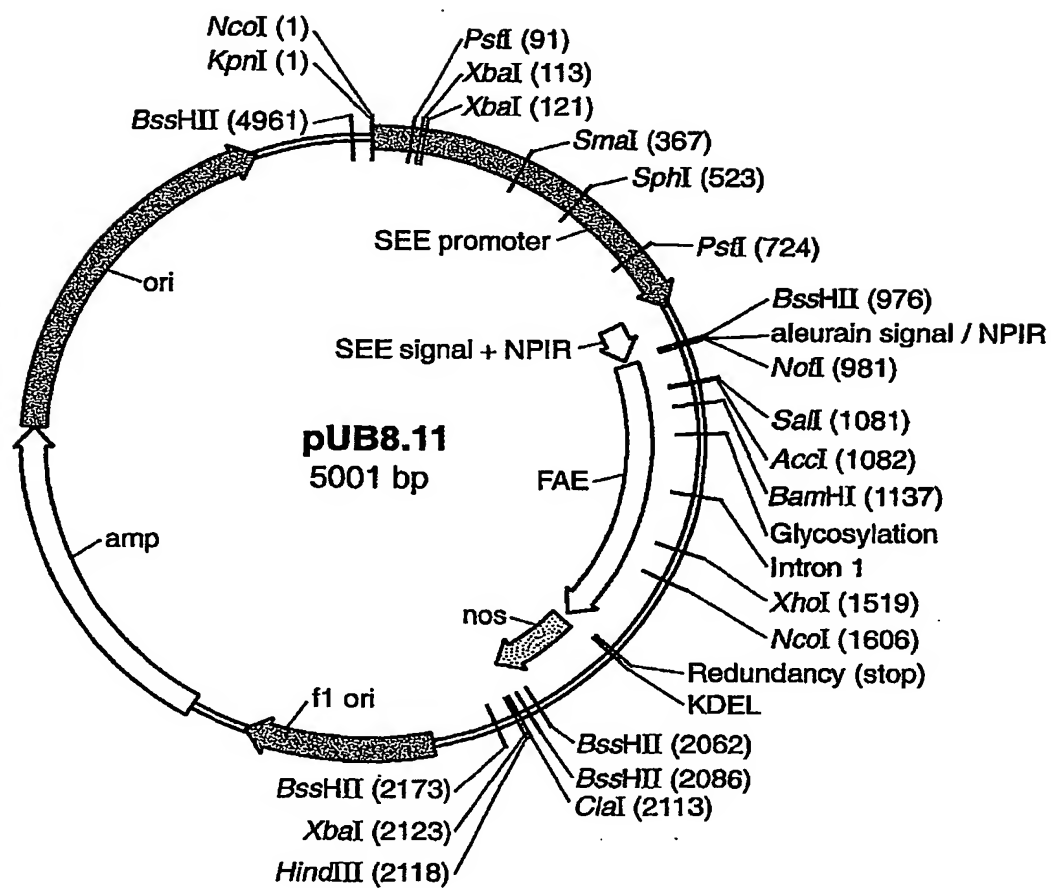 NcoI (1)
KpnI (1)
BssHII (4961)
PstI (91)
XbaI (113)
XbaI (121)
SmaI (367)
SphI (523)
SEE promoter
PstI (724)
ori
BssHII (976)
aleurain signal / NPIR
NotI (981)
SEE signal + NPIR
SalI (1081)
AccI (1082)
BamHI (1137)
Glycosylation
Intron 1
XhoI (1519)
NcoI (1606)
Redundancy (stop)
KDEL
pUB8.11
5001 bp
FAE
amp
nos
f1 ori
BssHII (2062)
BssHII (2086)
ClaI (2113)
BssHII (2173)
XbaI (2123)
HindIII (2118)